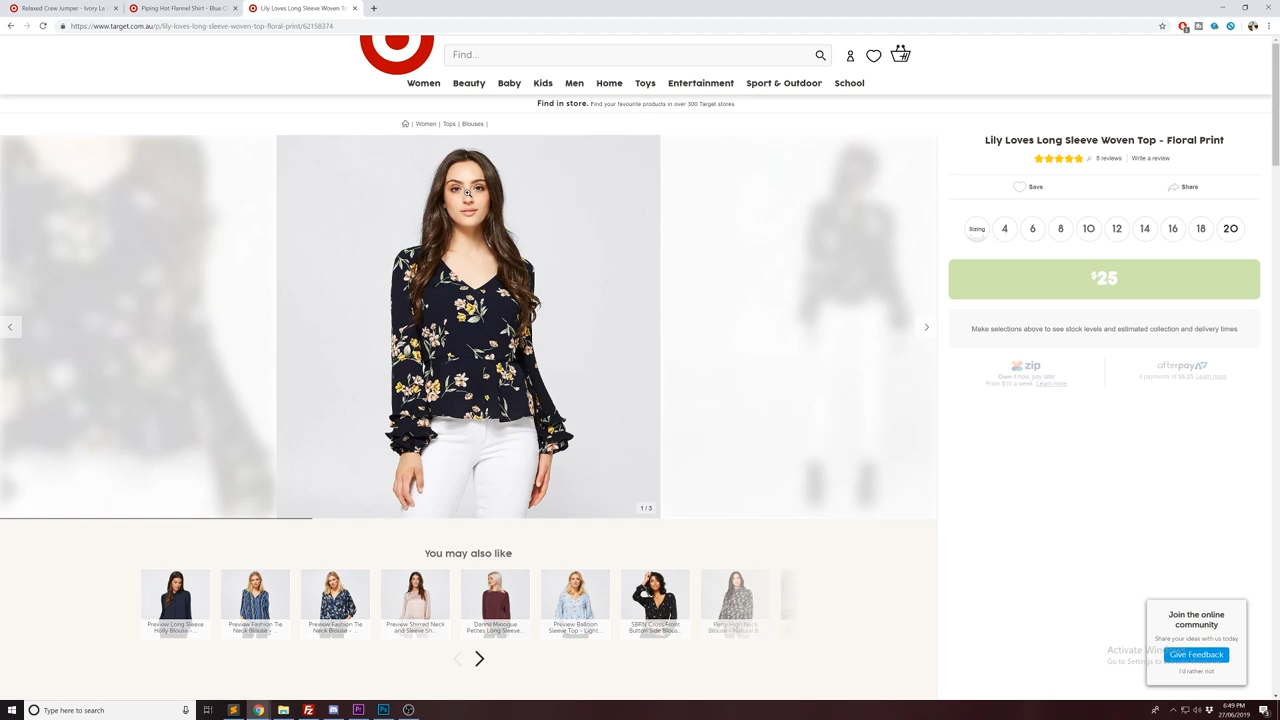 Relaxed Crew Jumper - Ivory Lo
Piping Hot Flannel Shirt - Blue C
Lily Loves Long Sleeve Woven To
https://www.target.com.au/p/lily-loves-long-sleeve-woven-top-floral-print/62158374
Find...
Women Beauty Baby Kids Men Home Toys Entertainment Sport & Outdoor School
Find in store. Find your favourite products in over 300 Target stores
| Women | Tops | Blouses |
Lily Loves Long Sleeve Woven Top - Floral Print
5 reviews | Write a review
Save
Share
Sizing 4 6 8 10 12 14 16 18 20
$25
Make selections above to see stock levels and estimated collection and delivery times
zip
Own it now, pay later
From $10 a week. Learn more
afterpay
4 payments of $6.25 Learn more
1 / 3
You may also like
Preview Long Sleeve
Holly Blouse -...
Preview Fashion Tie
Neck Blouse - ...
Preview Fashion Tie
Neck Blouse - ...
Preview Shirred Neck
and Sleeve Sh...
Dannii Minogue
Petites Long Sleeve...
Preview Balloon
Sleeve Top - Light...
SBRN Cross Front
Button Side Blous...
High Neck
Blouse - Natural B
Join the online
community
Share your ideas with us today
Give Feedback
I'd rather not
Activate Win
Go to Settings to
Type here to search
6:49 PM
27/06/2019